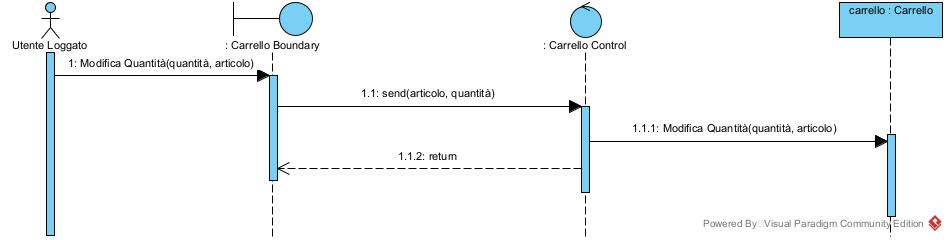 Utente Loggato
: Carrello Boundary
: Carrello Control
carrello : Carrello
1: Modifica Quantità(quantità, articolo)
1.1: send(articolo, quantità)
1.1.1: Modifica Quantità(quantità, articolo)
1.1.2: return
Powered By Visual Paradigm Community Edition